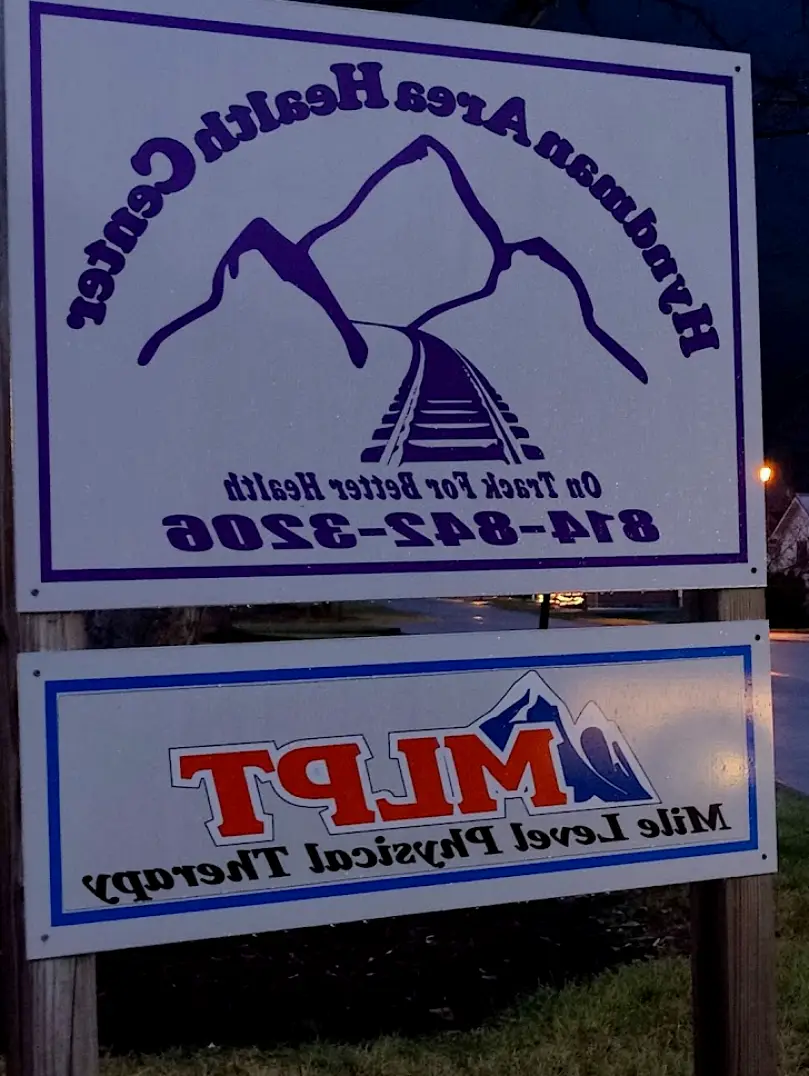 Hyndman Area Health Center
On Track For Better Health
814-842-3206
MLPT
Mile Level Physical Therapy